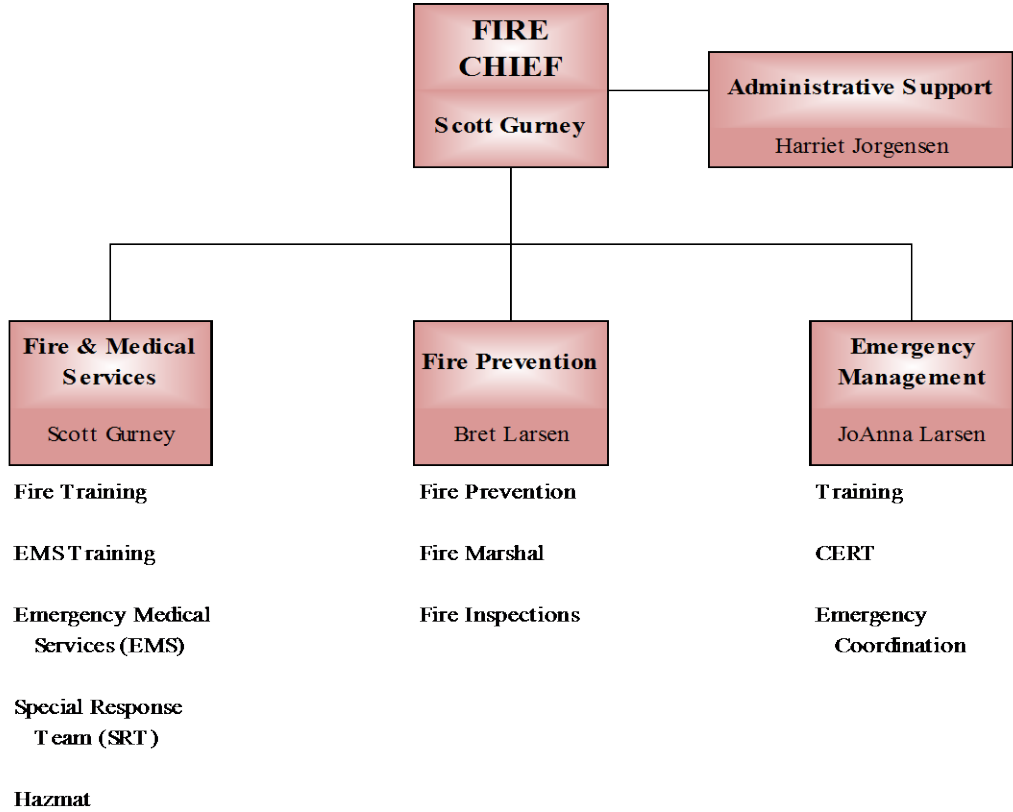 FIRE
CHIEF
Scott Gurney
Administrative Support
Harriet Jorgensen
Fire & Medical
Services
Scott Gurney
Fire Training
EMS Training
Emergency Medical
Services (EMS)
Special Response
Team (SRT)
Hazmat
Fire Prevention
Bret Larsen
Fire Prevention
Fire Marshal
Fire Inspections
Emergency
Management
JoAnna Larsen
Training
CERT
Emergency
Coordination